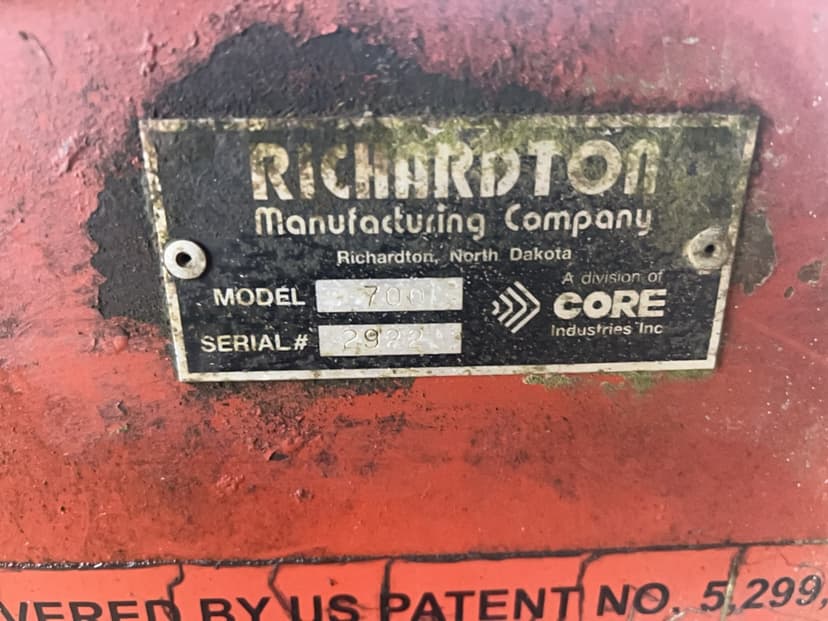 RICHARDTON
Manufacturing Company
Richardton, North Dakota
MODEL 700
SERIAL# 2922
A division of
CORE
Industries Inc
VERED BY US PATENT NO. 5,299,